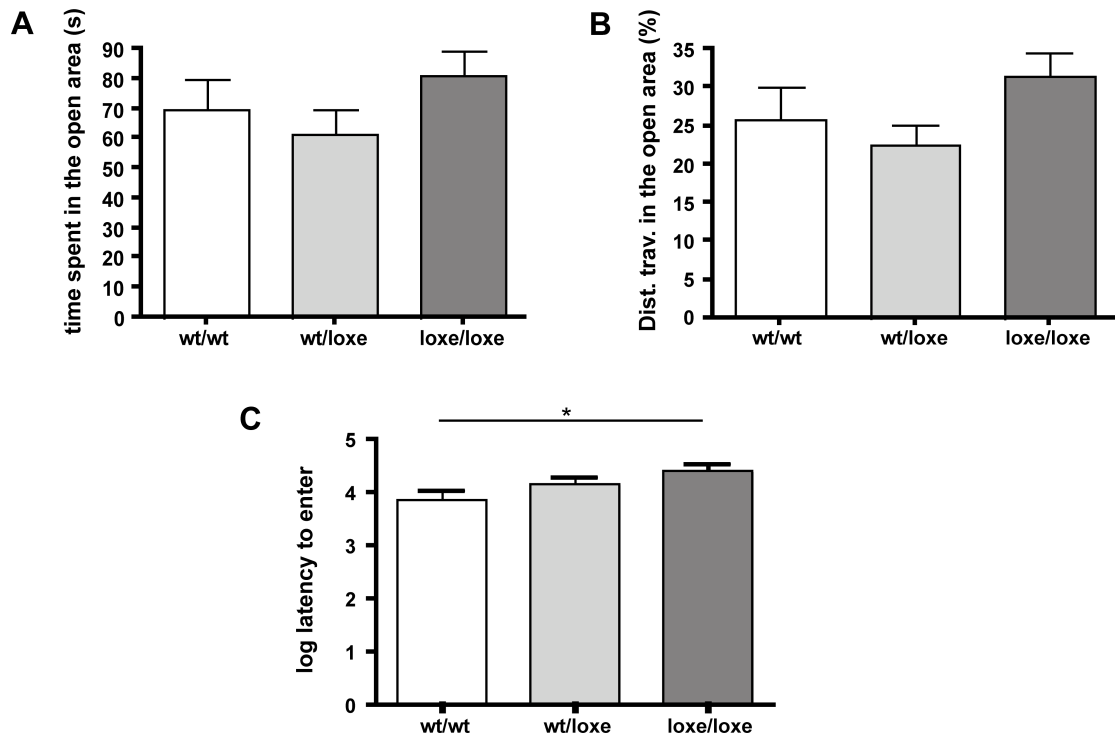 A
time spent in the open area (s)
90
80
70
60
50
40
30
20
10
0
wt/wt
wt/loxe
loxe/loxe
B
Dist. trav. in the open area (%)
35
30
25
20
15
10
5
0
wt/wt
wt/loxe
loxe/loxe
C
*
log latency to enter
5
4
3
2
1
0
wt/wt
wt/loxe
loxe/loxe